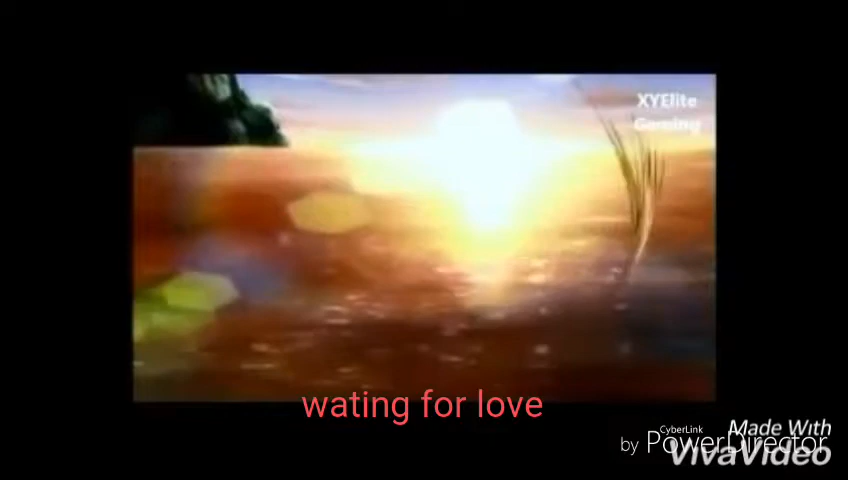 XYElite
Gaming
wating for love
Made With
CyberLink
by PowerDirector
VivaVideo